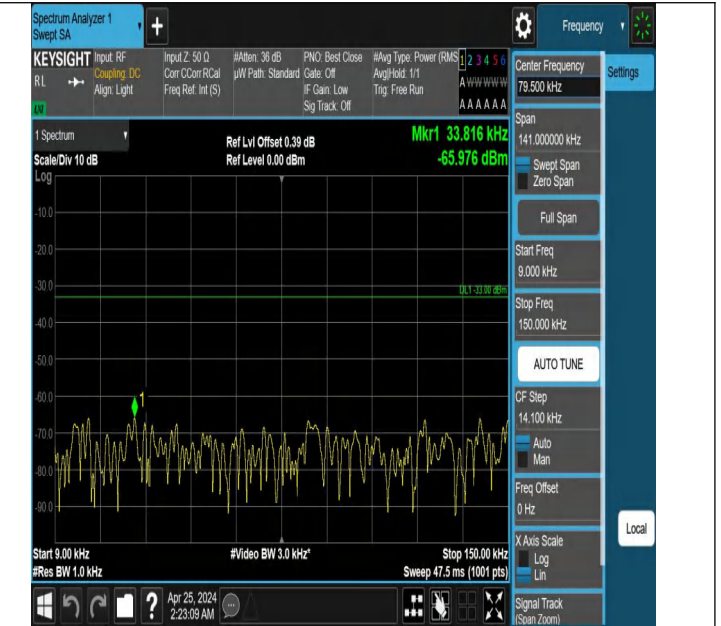 Spectrum Analyzer 1
Swept SA
Frequency
KEYSIGHT
RL
Input: RF
Coupling: DC
Align: Light
Input Z: 50 Ω
Corr CCorr RCal
Freq Ref: Int (S)
#Atten: 36 dB
µW Path: Standard
PNO: Best Close
Gate: Off
IF Gain: Low
Sig Track: Off
#Avg Type: Power (RMS
Avg|Hold: 1/1
Trig: Free Run
1 2 3 4 5 6
A W W W W W
A A A A A A
1 Spectrum
Scale/Div 10 dB
Log
Ref Lvl Offset 0.39 dB
Ref Level 0.00 dBm
Mkr1 33.816 kHz
-65.976 dBm
-10.0
-20.0
-30.0
DL1 -33.00 dBm
-40.0
-50.0
-60.0
1
-70.0
-80.0
-90.0
Start 9.00 kHz
#Res BW 1.0 kHz
#Video BW 3.0 kHz*
Stop 150.00 kHz
Sweep 47.5 ms (1001 pts)
Apr 25, 2024
2:23:09 AM
Center Frequency
79.500 kHz
Settings
Span
141.000000 kHz
Swept Span
Zero Span
Full Span
Start Freq
9.000 kHz
Stop Freq
150.000 kHz
AUTO TUNE
CF Step
14.100 kHz
Auto
Man
Freq Offset
0 Hz
X Axis Scale
Log
Lin
Local
Signal Track
(Span Zoom)